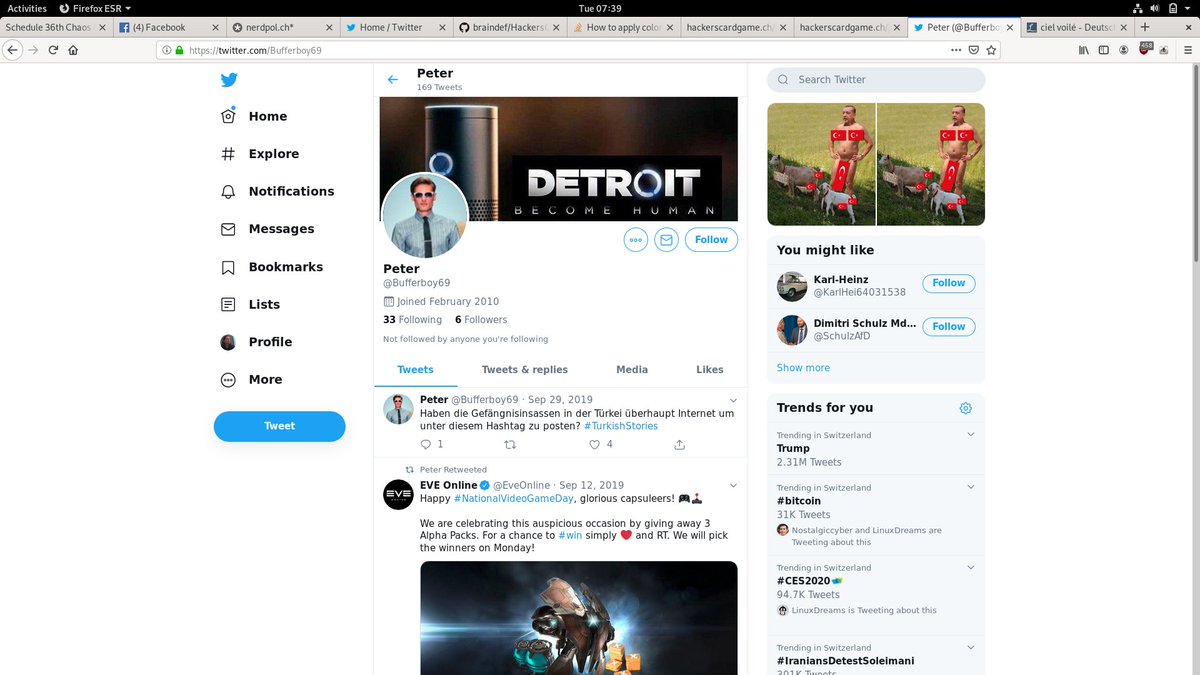 Activities
Firefox ESR
Tue 07:39
Schedule 36th Chaos
(4) Facebook
nerdpol.ch*
Home / Twitter
braindef/Hackers
How to apply colo
hackerscardgame.ch/
hackerscardgame.ch/
Peter (@Bufferbo
ciel voilé - Deutsc
https://twitter.com/Bufferboy69
458
Home
Explore
Notifications
Messages
Bookmarks
Lists
Profile
More
Tweet
Peter
169 Tweets
DETROIT
BECOME HUMAN
Follow
Peter
@Bufferboy69
Joined February 2010
33 Following 6 Followers
Not followed by anyone you're following
Tweets
Tweets & replies
Media
Likes
Peter @Bufferboy69 · Sep 29, 2019
Haben die Gefängnisinsassen in der Türkei überhaupt Internet um
unter diesem Hashtag zu posten? #TurkishStories
1
4
Peter Retweeted
EVE
EVE Online @EveOnline · Sep 12, 2019
Happy #NationalVideoGameDay, glorious capsuleers! 🎮🕹️
We are celebrating this auspicious occasion by giving away 3
Alpha Packs. For a chance to #win simply ❤️ and RT. We will pick
the winners on Monday!
Search Twitter
You might like
Karl-Heinz
@KarlHei64031538
Follow
Dimitri Schulz Md...
@SchulzAfD
Follow
Show more
Trends for you
Trending in Switzerland
Trump
2.31M Tweets
Trending in Switzerland
#bitcoin
31K Tweets
Nostalgiccyber and LinuxDreams are
Tweeting about this
Trending in Switzerland
#CES2020
94.7K Tweets
LinuxDreams is Tweeting about this
Trending in Switzerland
#IraniansDetestSoleimani
301K Tweets